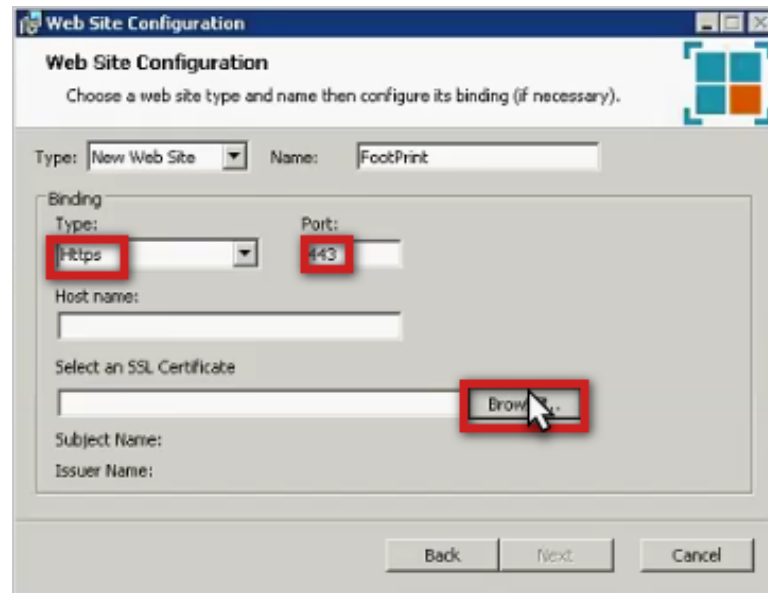 Web Site Configuration
Web Site Configuration
Choose a web site type and name then configure its binding (if necessary).
Type: New Web Site Name: FootPrint
Binding
Type: Port:
Https 443
Host name:
Select an SSL Certificate
Subject Name:
Issuer Name:
Back Next Cancel